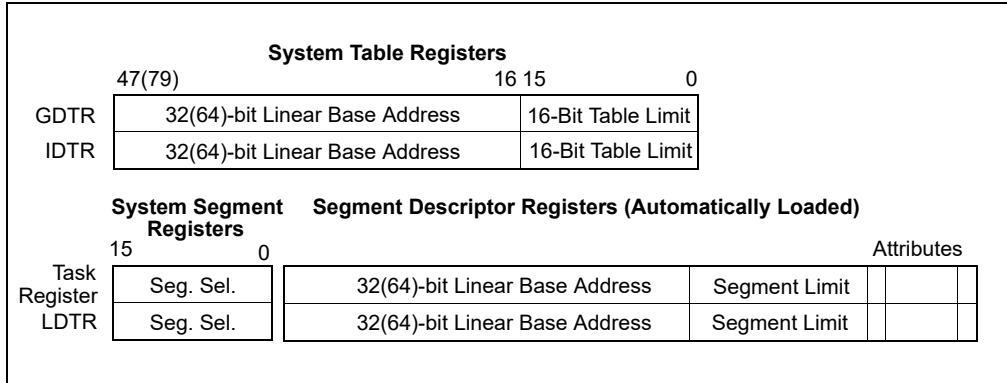 System Table Registers
47(79) 16 15 0
GDTR 32(64)-bit Linear Base Address 16-Bit Table Limit
IDTR 32(64)-bit Linear Base Address 16-Bit Table Limit
System Segment Registers Segment Descriptor Registers (Automatically Loaded)
15 0 Attributes
Task Register Seg. Sel. 32(64)-bit Linear Base Address Segment Limit
LDTR Seg. Sel. 32(64)-bit Linear Base Address Segment Limit